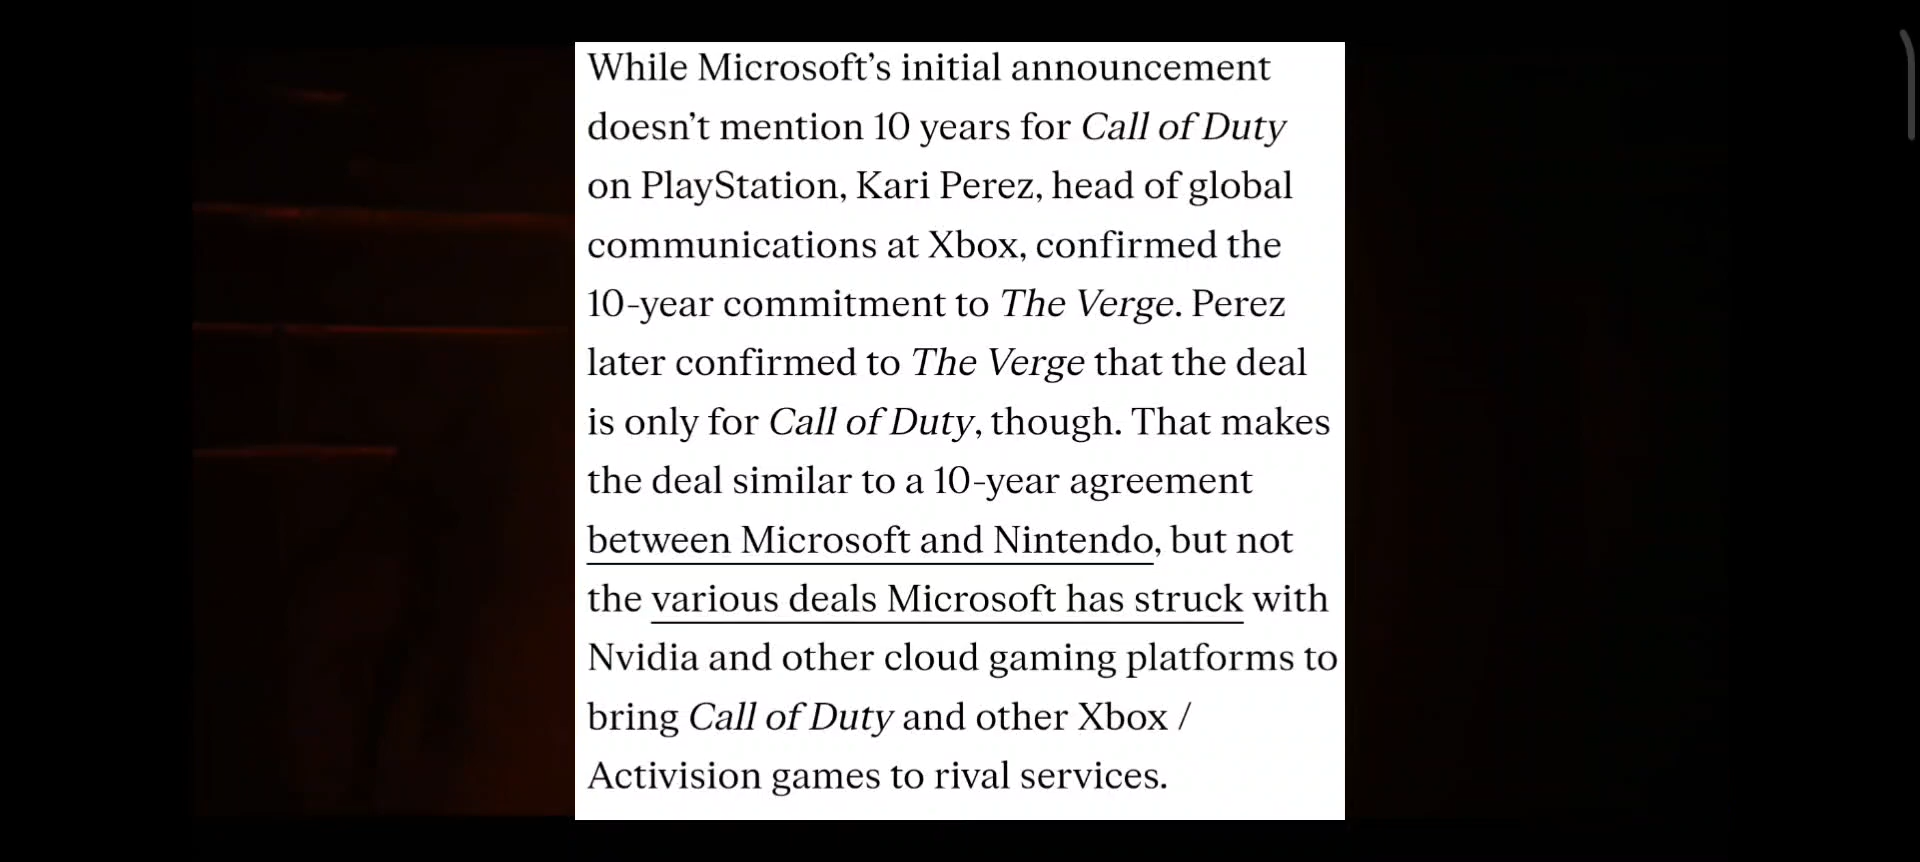 While Microsoft’s initial announcement
doesn’t mention 10 years for Call of Duty
on PlayStation, Kari Perez, head of global
communications at Xbox, confirmed the
10-year commitment to The Verge. Perez
later confirmed to The Verge that the deal
is only for Call of Duty, though. That makes
the deal similar to a 10-year agreement
between Microsoft and Nintendo, but not
the various deals Microsoft has struck with
Nvidia and other cloud gaming platforms to
bring Call of Duty and other Xbox /
Activision games to rival services.